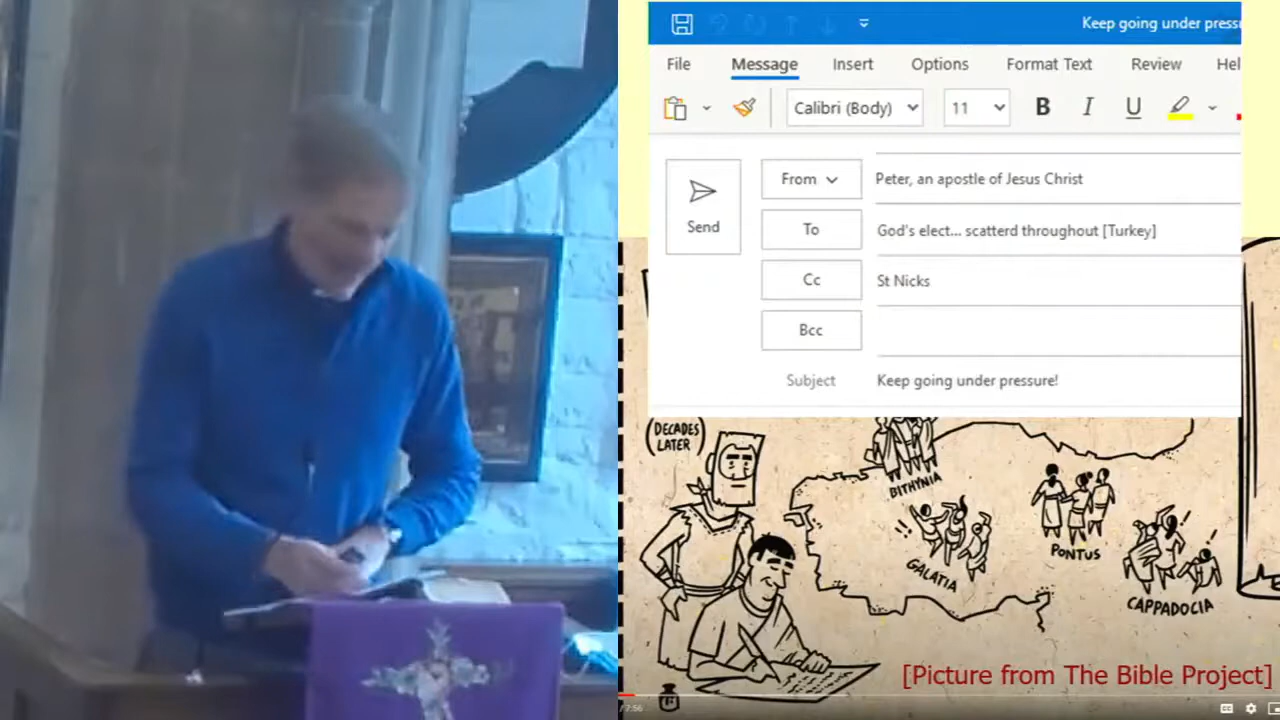 Keep going under pressu
File Message Insert Options Format Text Review Hel
Calibri (Body) 11 B I U
From Peter, an apostle of Jesus Christ
Send
To God's elect... scatterd throughout [Turkey]
Cc St Nicks
Bcc
Subject Keep going under pressure!
(DECADES
LATER)
BITHYNIA
PONTUS
GALATIA
CAPPADOCIA
[Picture from The Bible Project]
/ 7:56